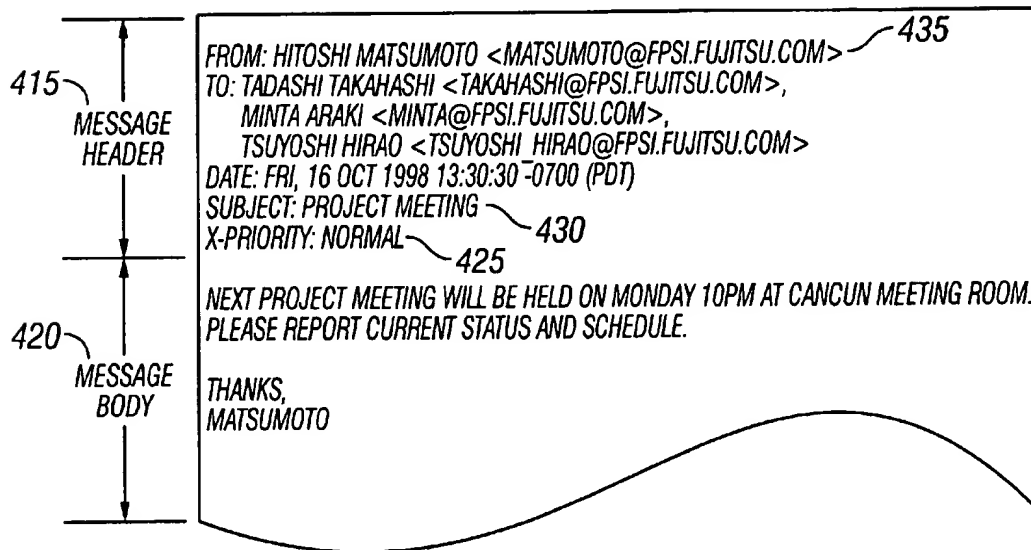 FROM: HITOSHI MATSUMOTO <MATSUMOTO@FPSI.FUJITSU.COM> 435
TO: TADASHI TAKAHASHI <TAKAHASHI@FPSI.FUJITSU.COM>,
MINTA ARAKI <MINTA@FPSI.FUJITSU.COM>,
TSUYOSHI HIRAO <TSUYOSHI_HIRAO@FPSI.FUJITSU.COM>
DATE: FRI, 16 OCT 1998 13:30:30 -0700 (PDT)
SUBJECT: PROJECT MEETING 430
X-PRIORITY: NORMAL 425
415
MESSAGE
HEADER
NEXT PROJECT MEETING WILL BE HELD ON MONDAY 10PM AT CANCUN MEETING ROOM.
PLEASE REPORT CURRENT STATUS AND SCHEDULE.
THANKS,
MATSUMOTO
420
MESSAGE
BODY